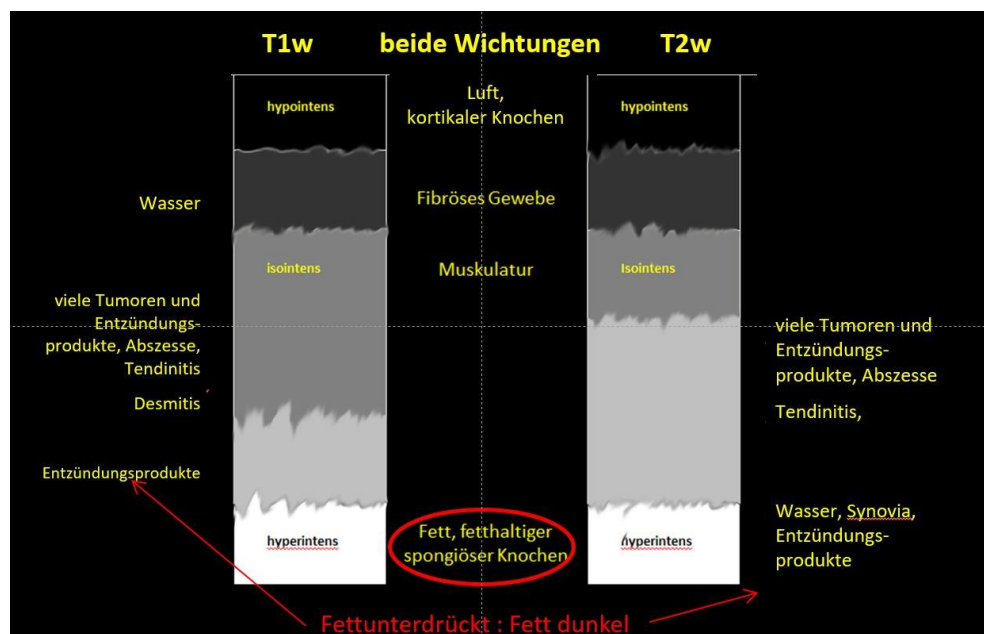 T1w beide Wichtungen T2w
hypointens
Luft,
kortikaler Knochen
hypointens
Wasser
Fibröses Gewebe
isointens
Muskulatur
Isointens
viele Tumoren und
Entzündungs-
produkte, Abszesse,
Tendinitis
Desmitis
viele Tumoren und
Entzündungs-
produkte, Abszesse
Tendinitis,
Entzündungsprodukte
hyperintens
Fett, fetthaltiger
spongiöser Knochen
hyperintens
Wasser, Synovia,
Entzündungs-
produkte
Fettunterdrückt : Fett dunkel